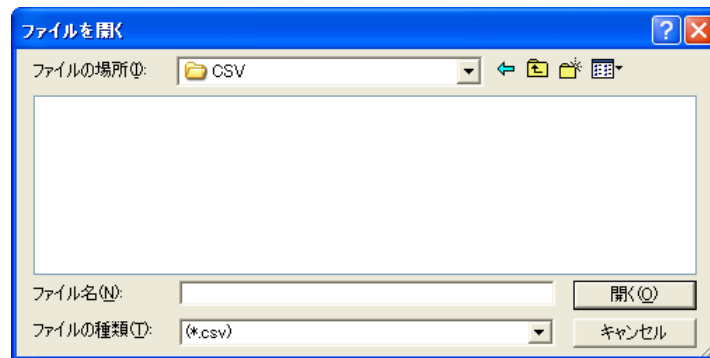 ファイルを開く
ファイルの場所(I): CSV
ファイル名(N): 開く(O)
ファイルの種類(T): (*.csv) キャンセル